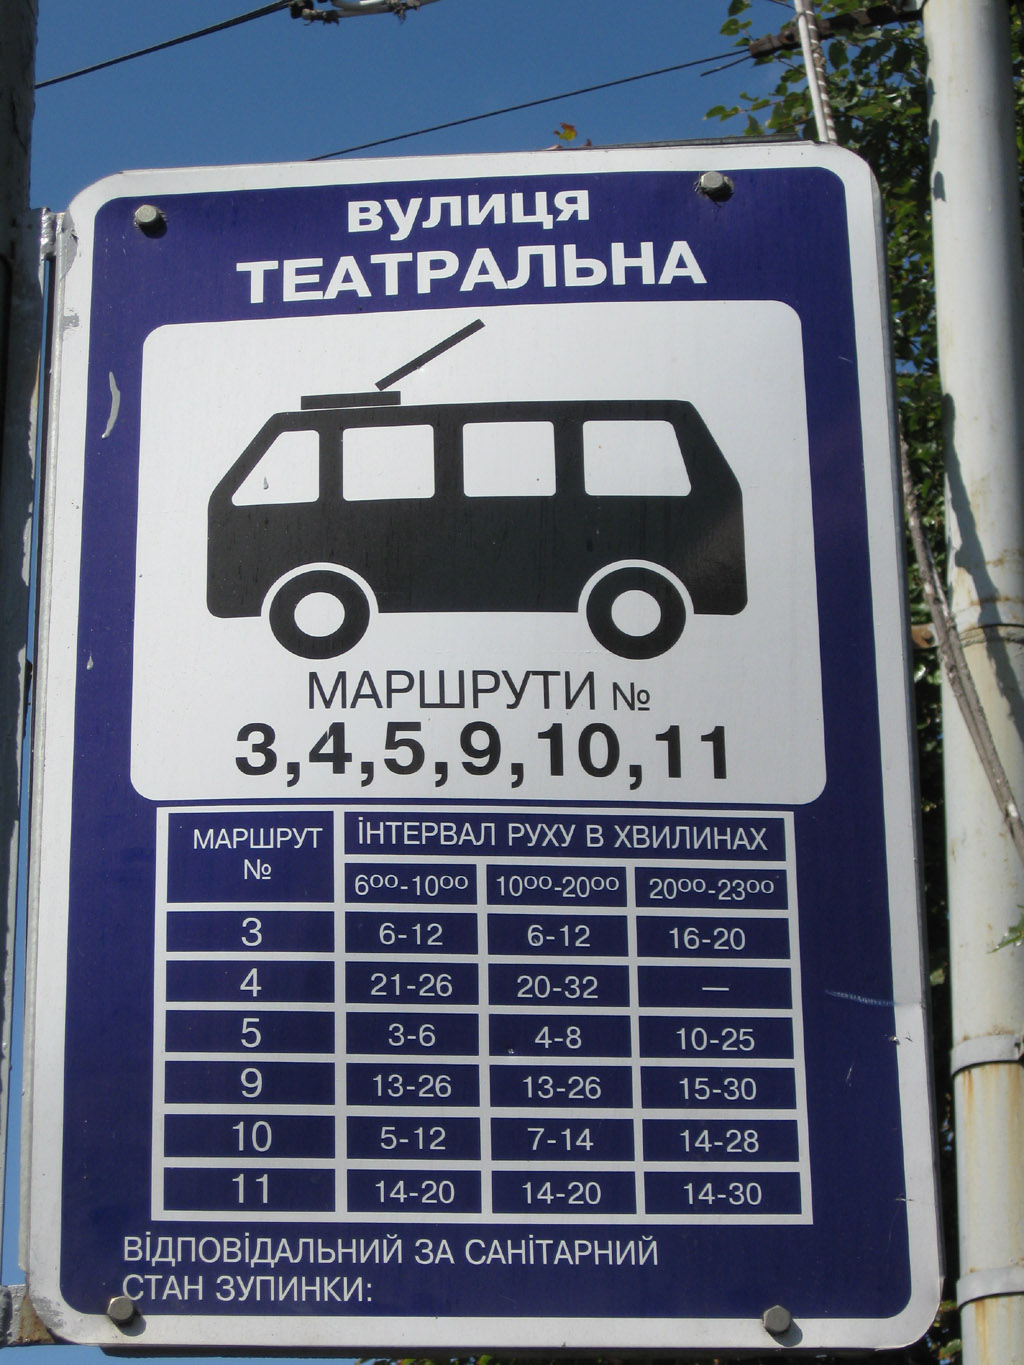 вулиця
ТЕАТРАЛЬНА
МАРШРУТИ №
3,4,5,9,10,11
МАРШРУТ № ІНТЕРВАЛ РУХУ В ХВИЛИНАХ
6⁰⁰-10⁰⁰ 10⁰⁰-20⁰⁰ 20⁰⁰-23⁰⁰
3 6-12 6-12 16-20
4 21-26 20-32 —
5 3-6 4-8 10-25
9 13-26 13-26 15-30
10 5-12 7-14 14-28
11 14-20 14-20 14-30
ВІДПОВІДАЛЬНИЙ ЗА САНІТАРНИЙ
СТАН ЗУПИНКИ: